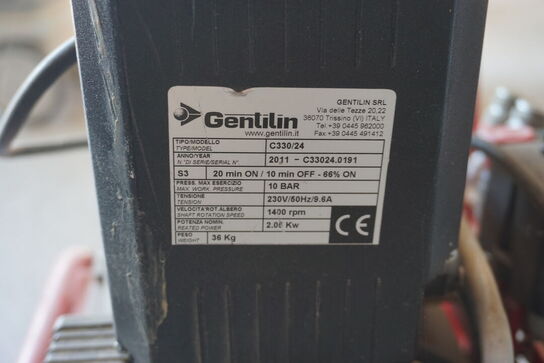 Gentilin
www.gentilin.it
GENTILIN SRL
Via delle Tezze 20,22
36070 Trissino (VI) ITALY
Tel.+39 0445 962000
Fax.+39 0445 491412
TIPO/MODELLO
TYPE/MODEL
C330/24
ANNO/YEAR
N°DI SERIE/SERIAL N°.
2011 - C33024.0191
S3
20 min ON / 10 min OFF - 66% ON
PRESS. MAX ESERCIZIO
MAX. WORK. PRESSURE
10 BAR
TENSIONE
TENSION
230V/50Hz/9.6A
VELOCITA'ROT.ALBERO
SHAFT ROTATION SPEED
1400 rpm
POTENZA NOMIN.
REATED POWER
2.06 Kw
PESO
WEIGHT
36 Kg
CE